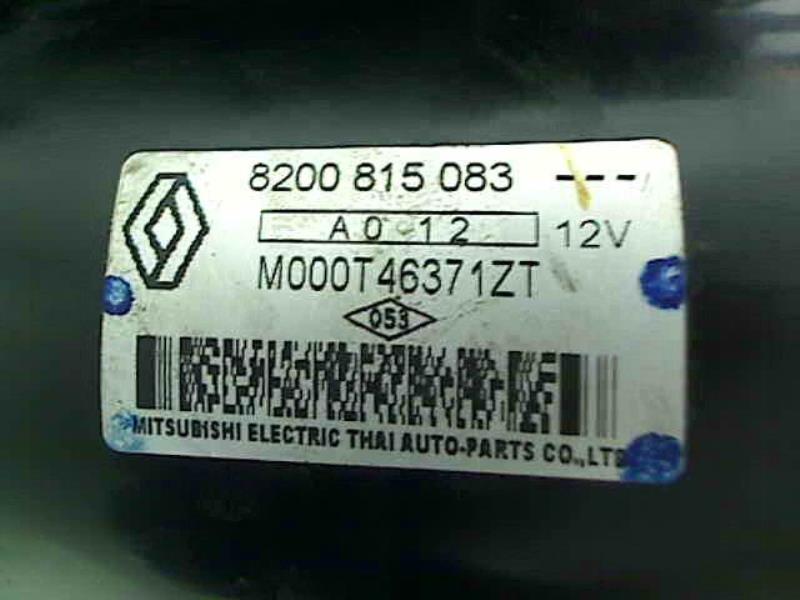 8200 815 083 ---
A0 12 12V
M000T46371ZT
053
MITSUBISHI ELECTRIC THAI AUTO-PARTS CO.,LTD